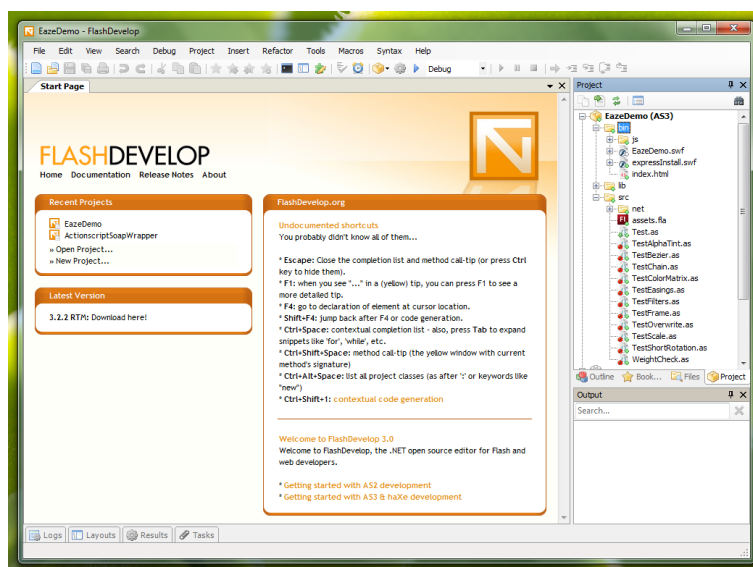 EazeDemo - FlashDevelop
File Edit View Search Debug Project Insert Refactor Tools Macros Syntax Help
Debug
Start Page
FLASHDEVELOP
Home Documentation Release Notes About
Recent Projects
EazeDemo
ActionscriptSoapWrapper
» Open Project...
» New Project...
Latest Version
3.2.2 RTM: Download here!
FlashDevelop.org
Undocumented shortcuts
You probably didn't know all of them...
* Escape: Close the completion list and method call-tip (or press Ctrl
key to hide them).
* F1: when you see "..." in a (yellow) tip, you can press F1 to see a
more detailed tip.
* F4: go to declaration of element at cursor location.
* Shift+F4: jump back after F4 or code generation.
* Ctrl+Space: contextual completion list - also, press Tab to expand
snippets like 'for', 'while', etc.
* Ctrl+Shift+Space: method call-tip (the yellow window with current
method's signature)
* Ctrl+Alt+Space: list all project classes (as after ':' or keywords like
"new")
* Ctrl+Shift+1: contextual code generation
Welcome to FlashDevelop 3.0
Welcome to FlashDevelop, the .NET open source editor for Flash and
web developers.
* Getting started with AS2 development
* Getting started with AS3 & haXe development
Project
EazeDemo (AS3)
bin
js
EazeDemo.swf
expressInstall.swf
index.html
lib
src
net
assets.fla
Test.as
TestAlphaTint.as
TestBezier.as
TestChain.as
TestColorMatrix.as
TestEasings.as
TestFilters.as
TestFrame.as
TestOverwrite.as
TestScale.as
TestShortRotation.as
WeightCheck.as
Outline Book... Files Project
Output
Search...
Logs Layouts Results Tasks